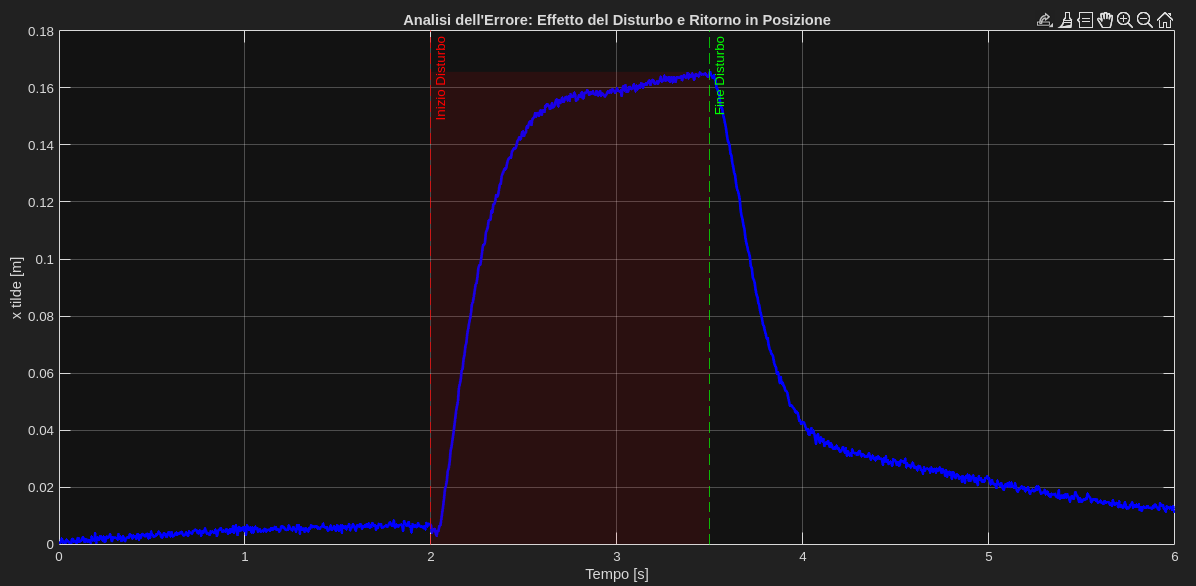 Analisi dell'Errore: Effetto del Disturbo e Ritorno in Posizione
0.18
0.16
0.14
0.12
0.1
0.08
0.06
0.04
0.02
0
x tilde [m]
Inizio Disturbo
Fine Disturbo
0 1 2 3 4 5 6
Tempo [s]